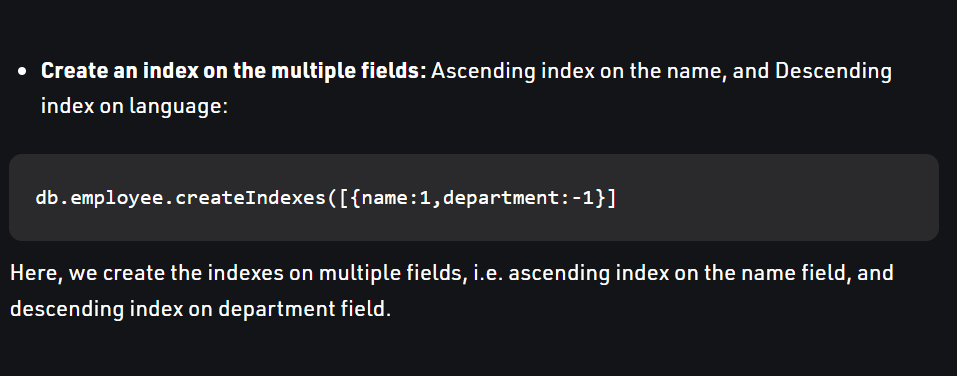 • Create an index on the multiple fields: Ascending index on the name, and Descending
index on language:
db.employee.createIndexes([{name:1,department:-1}]
Here, we create the indexes on multiple fields, i.e. ascending index on the name field, and
descending index on department field.